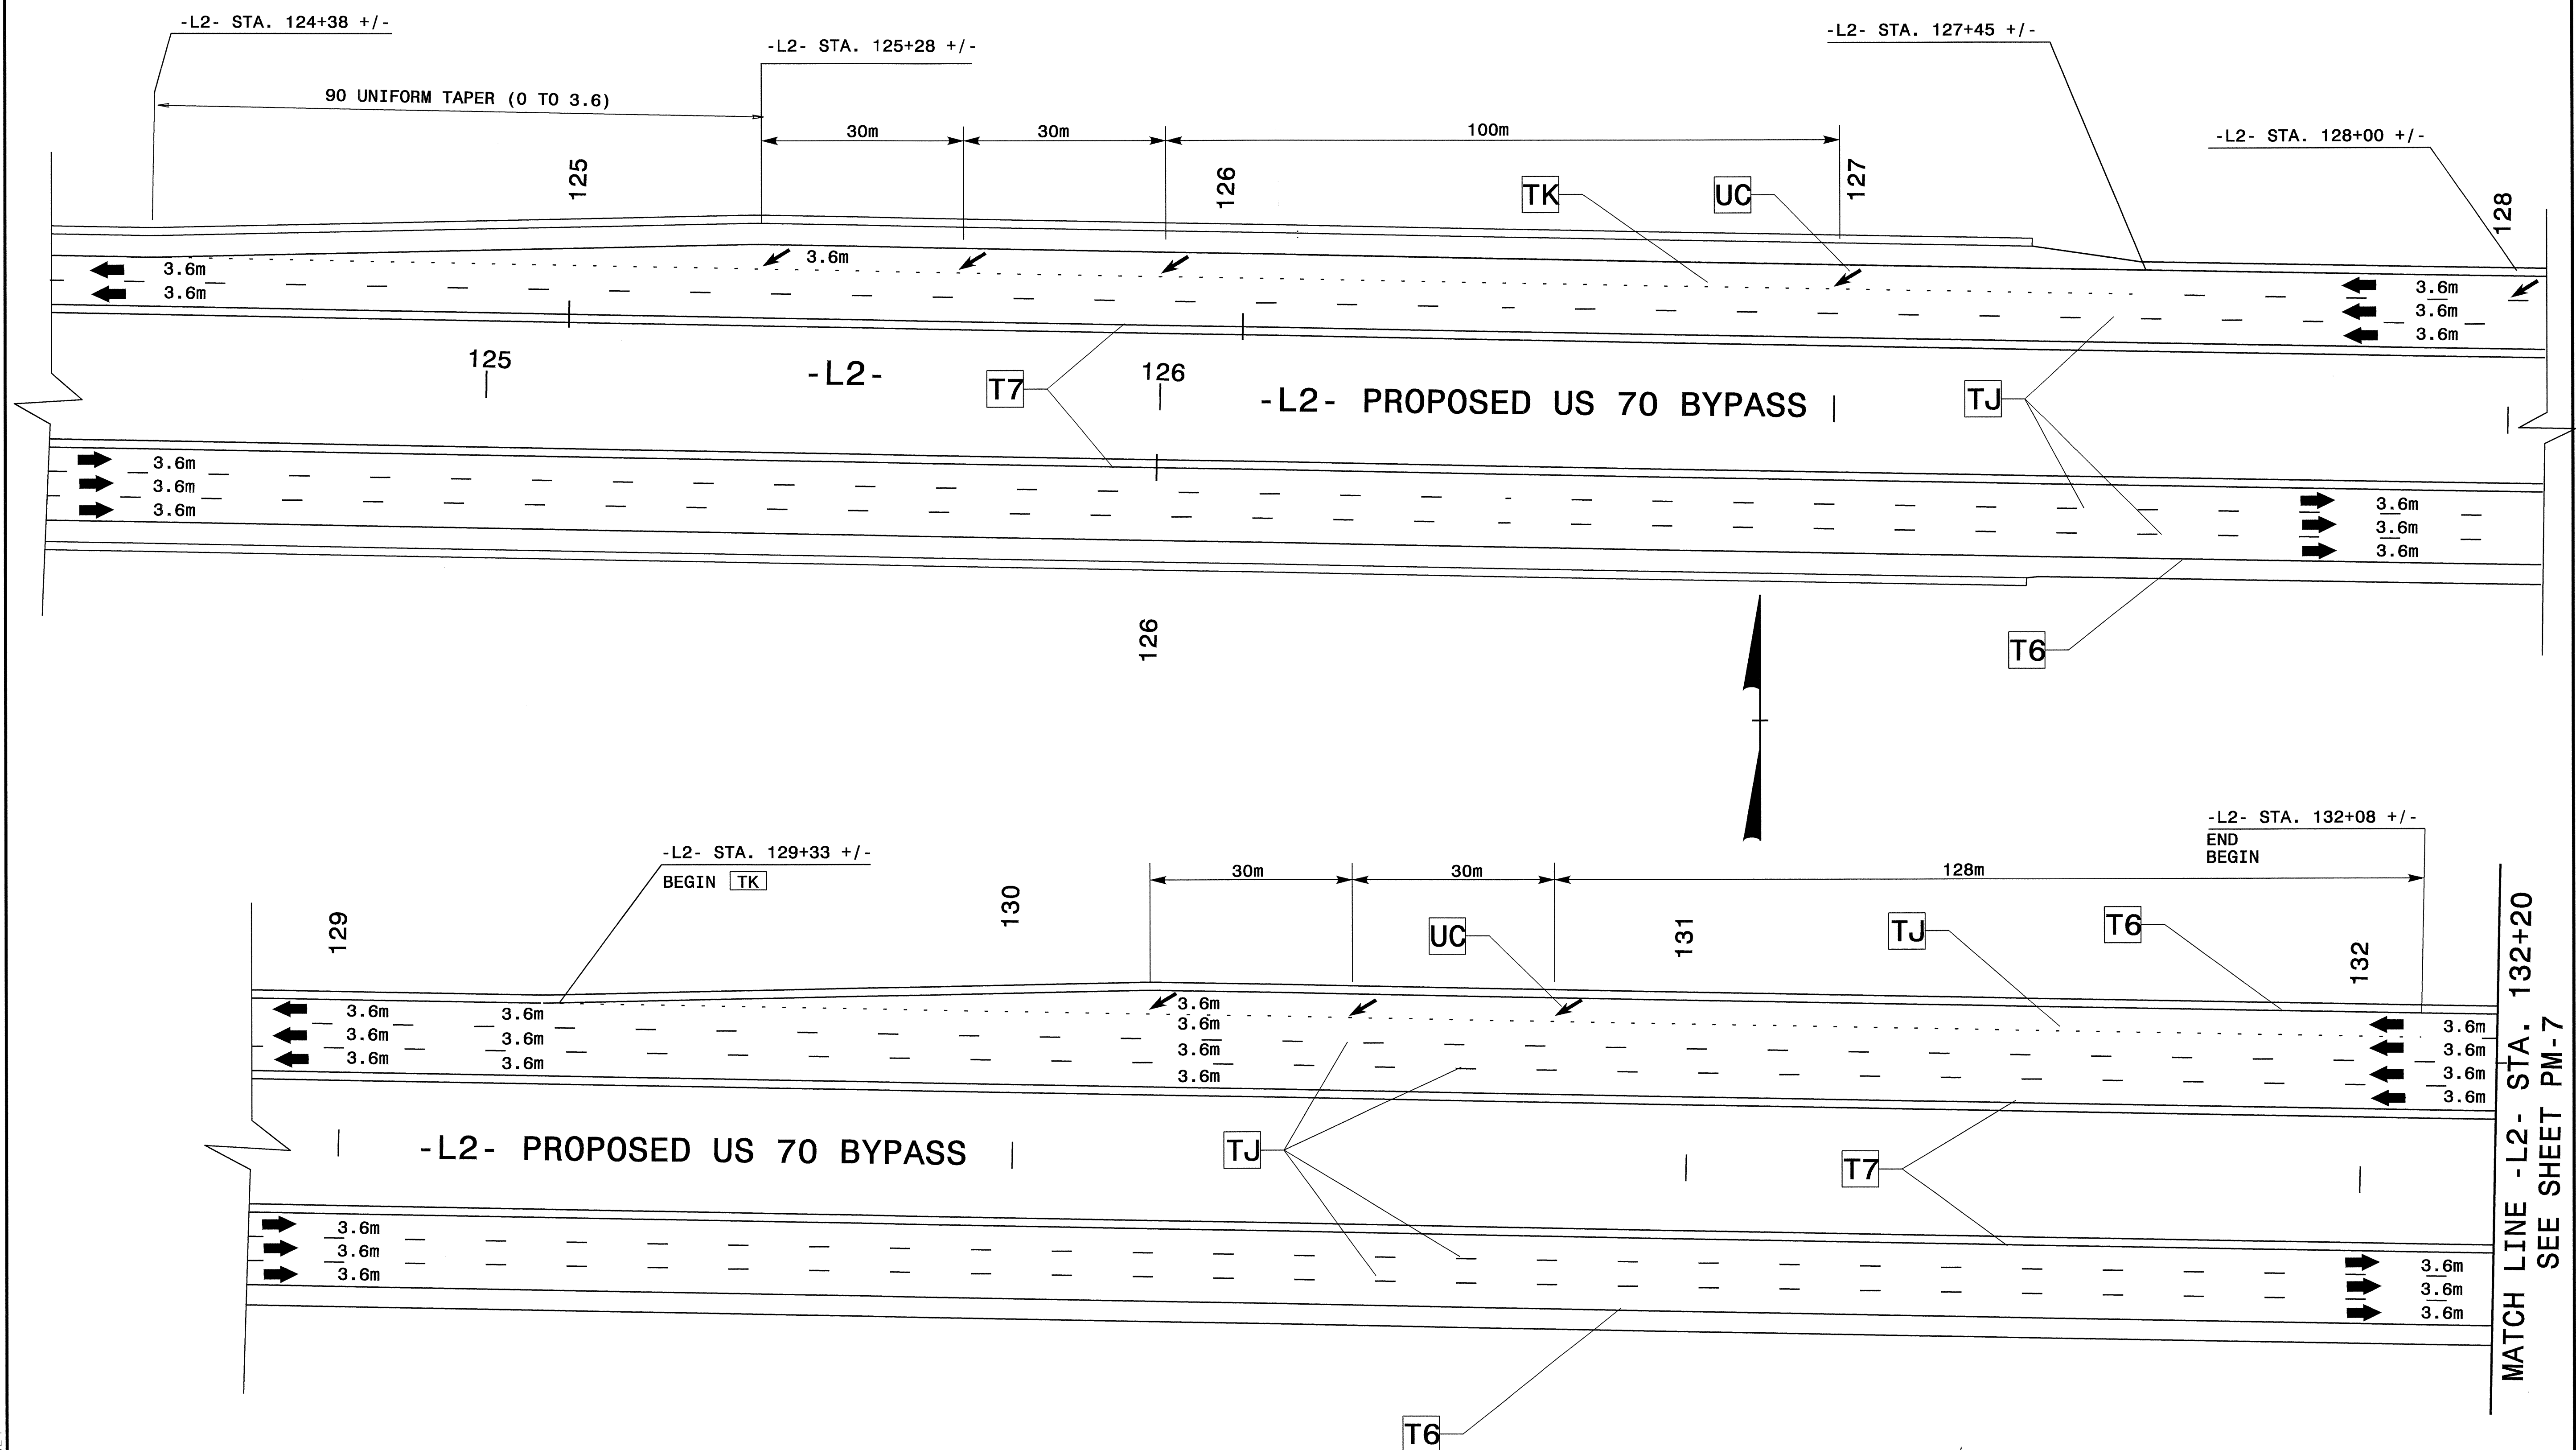 -L2- STA. 124+38 +/-
-L2- STA. 125+28 +/-
-L2- STA. 127+45 +/-
-L2- STA. 128+00 +/-
90 UNIFORM TAPER (0 TO 3.6)
30m
30m
100m
125
126
127
128
TK
UC
3.6m
3.6m
3.6m
3.6m
3.6m
3.6m
125
-L2-
126
T7
-L2- PROPOSED US 70 BYPASS
TJ
3.6m
3.6m
3.6m
3.6m
3.6m
3.6m
126
T6
-L2- STA. 129+33 +/-
BEGIN TK
-L2- STA. 132+08 +/-
END
BEGIN
30m
30m
128m
129
130
131
132
UC
TJ
T6
3.6m
3.6m
3.6m
3.6m
3.6m
3.6m
3.6m
3.6m
3.6m
3.6m
3.6m
3.6m
3.6m
3.6m
-L2- PROPOSED US 70 BYPASS
TJ
T7
3.6m
3.6m
3.6m
3.6m
3.6m
3.6m
T6
MATCH LINE -L2- STA. 132+20
SEE SHEET PM-7